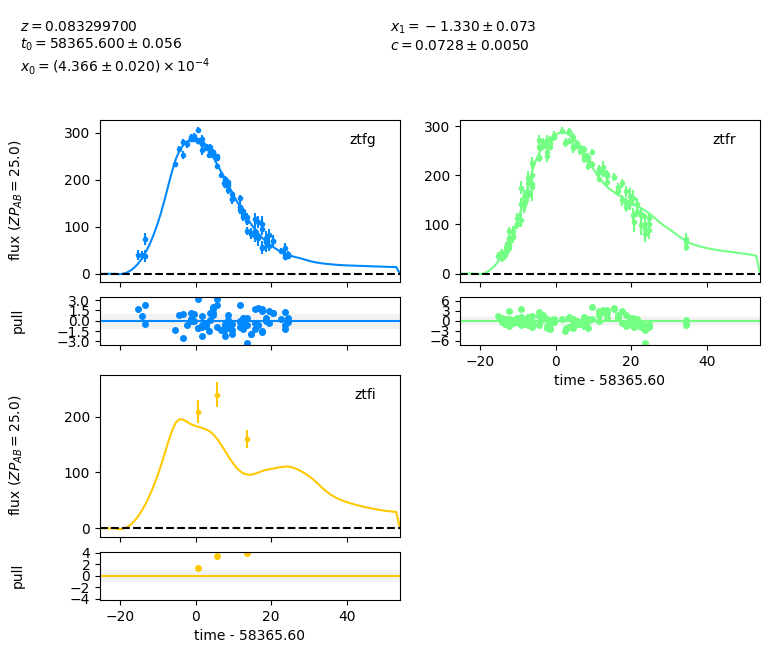 z = 0.083299700
t₀ = 58365.600 ± 0.056
x₀ = (4.366 ± 0.020) × 10⁻⁴
x₁ = −1.330 ± 0.073
c = 0.0728 ± 0.0050
flux (ZP_AB = 25.0)
300
200
100
0
ztfg
300
200
100
0
ztfr
pull
3.0
1.5
0.0
−1.5
−3.0
6
3
0
−3
−6
−20 0 20 40
time - 58365.60
flux (ZP_AB = 25.0)
200
100
0
ztfi
pull
4
2
0
−2
−4
−20 0 20 40
time - 58365.60